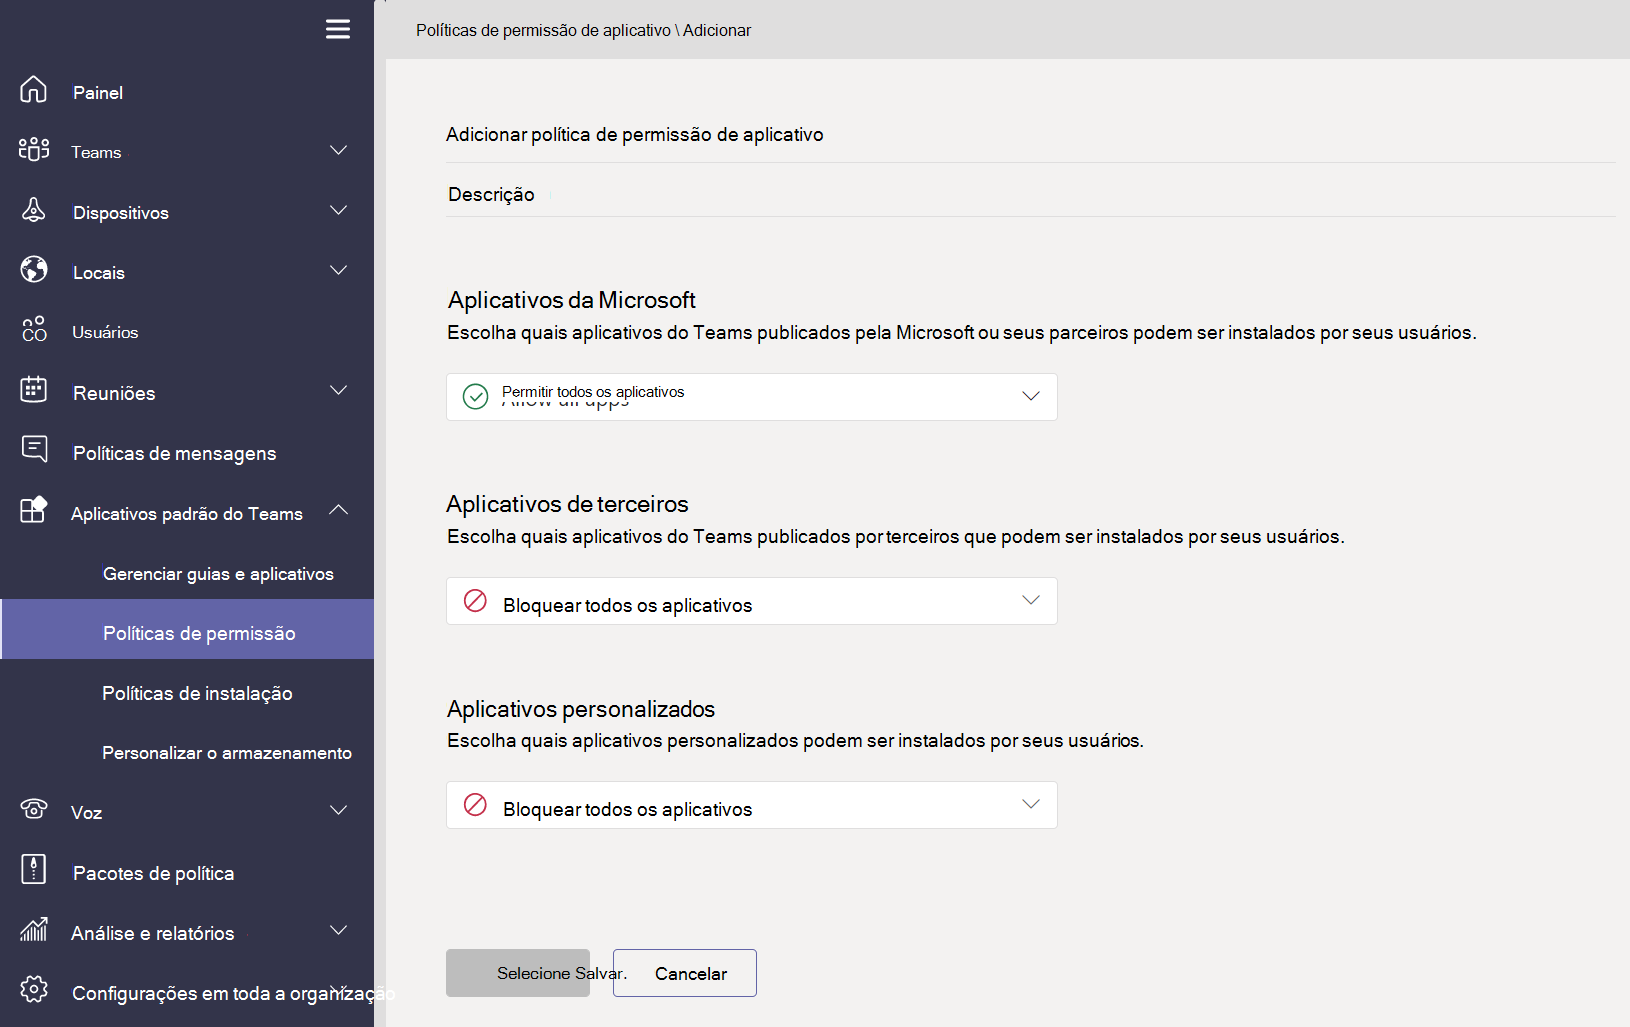 Políticas de permissão de aplicativo \ Adicionar
Painel
Teams
Dispositivos
Locais
Usuários
Reuniões
Políticas de mensagens
Aplicativos padrão do Teams
Gerenciar guias e aplicativos
Políticas de permissão
Políticas de instalação
Personalizar o armazenamento
Voz
Pacotes de política
Análise e relatórios
Configurações em toda a organização
Adicionar política de permissão de aplicativo
Descrição
Aplicativos da Microsoft
Escolha quais aplicativos do Teams publicados pela Microsoft ou seus parceiros podem ser instalados por seus usuários.
Permitir todos os aplicativos
Allow all apps
Aplicativos de terceiros
Escolha quais aplicativos do Teams publicados por terceiros que podem ser instalados por seus usuários.
Bloquear todos os aplicativos
Aplicativos personalizados
Escolha quais aplicativos personalizados podem ser instalados por seus usuários.
Bloquear todos os aplicativos
Selecione Salvar.
Cancelar